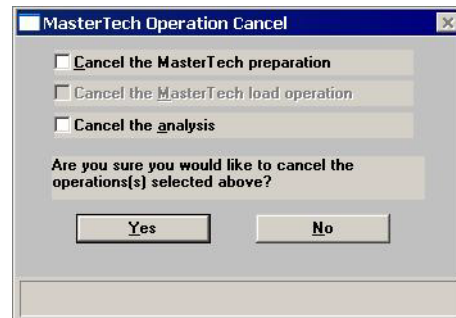 MasterTech Operation Cancel
Cancel the MasterTech preparation
Cancel the MasterTech load operation
Cancel the analysis
Are you sure you would like to cancel the
operations(s) selected above?
Yes
No